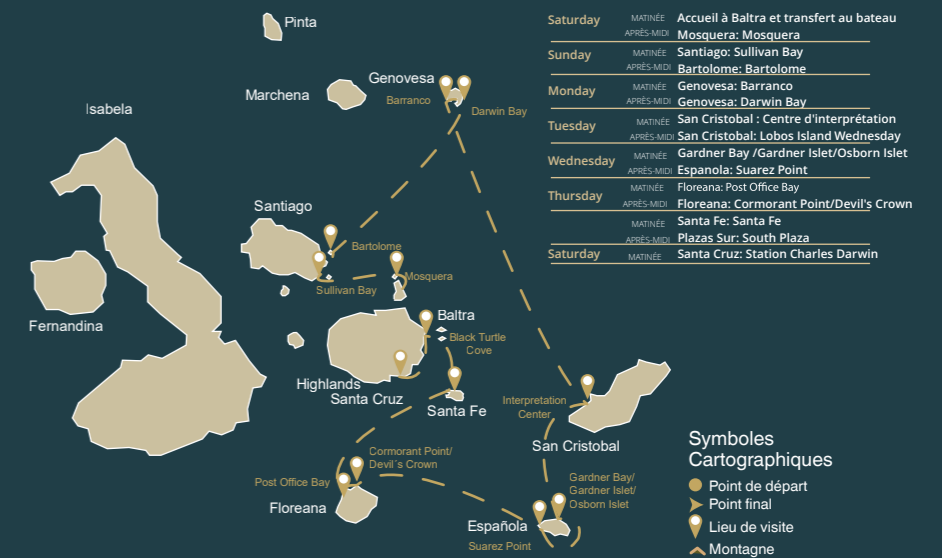 Pinta
Genovesa
Marchena
Barranco
Darwin Bay
Isabela
Santiago
Bartolome
Sullivan Bay
Mosquera
Fernandina
Baltra
Black Turtle
Cove
Highlands
Santa Cruz
Santa Fe
Interpretation
Center
San Cristobal
Cormorant Point/
Devil´s Crown
Post Office Bay
Floreana
Gardner Bay/
Gardner Islet/
Osborn Islet
Española
Suarez Point
Saturday MATINÉE Accueil à Baltra et transfert au bateau
APRÈS-MIDI Mosquera: Mosquera
Sunday MATINÉE Santiago: Sullivan Bay
APRÈS-MIDI Bartolome: Bartolome
Monday MATINÉE Genovesa: Barranco
APRÈS-MIDI Genovesa: Darwin Bay
Tuesday MATINÉE San Cristobal : Centre d'interprétation
APRÈS-MIDI San Cristobal: Lobos Island Wednesday
Wednesday MATINÉE Gardner Bay /Gardner Islet/Osborn Islet
APRÈS-MIDI Espanola: Suarez Point
Thursday MATINÉE Floreana: Post Office Bay
APRÈS-MIDI Floreana: Cormorant Point/Devil's Crown
MATINÉE Santa Fe: Santa Fe
APRÈS-MIDI Plazas Sur: South Plaza
Saturday MATINÉE Santa Cruz: Station Charles Darwin
Symboles
Cartographiques
Point de départ
Point final
Lieu de visite
Montagne